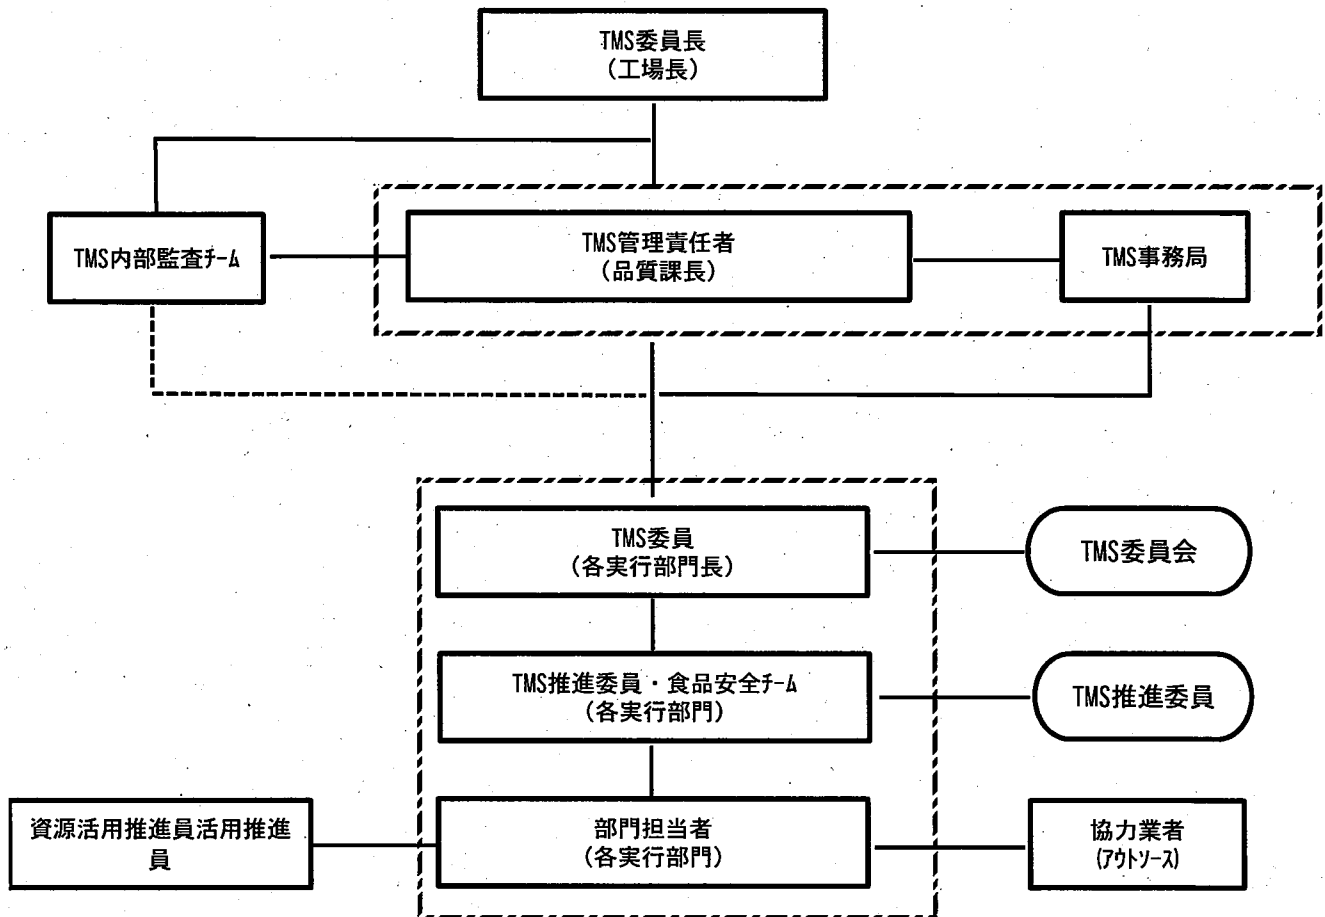 TMS委員長
(工場長)
TMS内部監査ﾁｰﾑ
TMS管理責任者
(品質課長)
TMS事務局
TMS委員
(各実行部門長)
TMS委員会
TMS推進委員・食品安全ﾁｰﾑ
(各実行部門)
TMS推進委員
資源活用推進員活用推進
員
部門担当者
(各実行部門)
協力業者
(ｱｳﾄｿｰｽ)